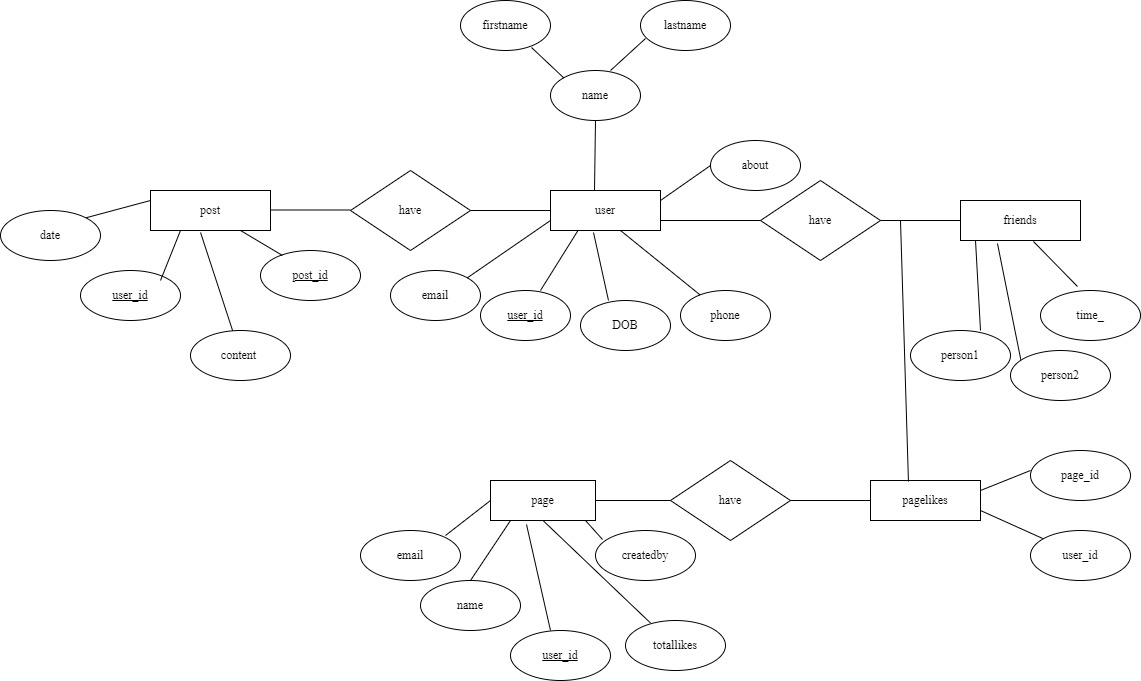 firstname
lastname
name
about
post
have
user
have
friends
date
user_id
post_id
content
email
user_id
DOB
phone
person1
person2
time_
page
have
pagelikes
page_id
user_id
email
name
user_id
totallikes
createdby